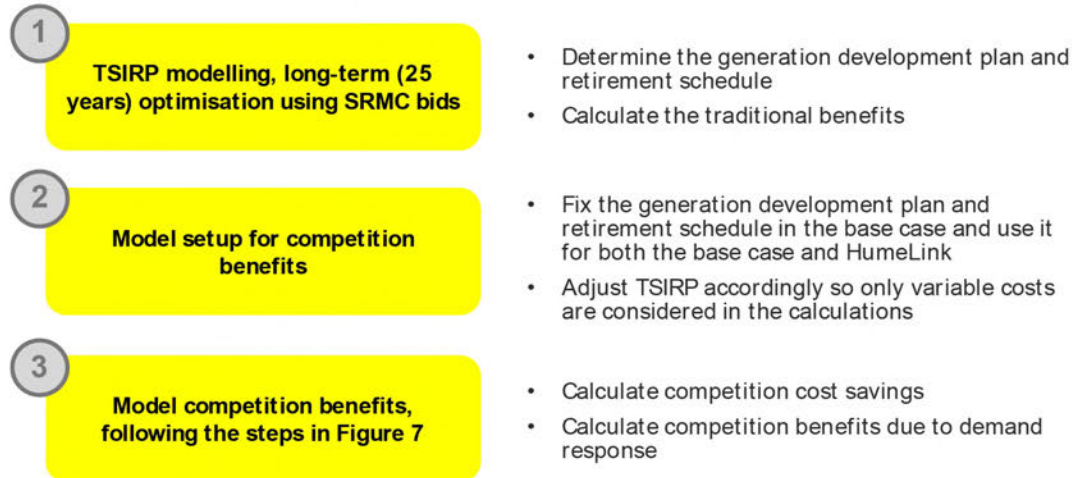 1
TSIRP modelling, long-term (25
years) optimisation using SRMC bids
• Determine the generation development plan and
retirement schedule
• Calculate the traditional benefits
2
Model setup for competition
benefits
• Fix the generation development plan and
retirement schedule in the base case and use it
for both the base case and HumeLink
• Adjust TSIRP accordingly so only variable costs
are considered in the calculations
3
Model competition benefits,
following the steps in Figure 7
• Calculate competition cost savings
• Calculate competition benefits due to demand
response